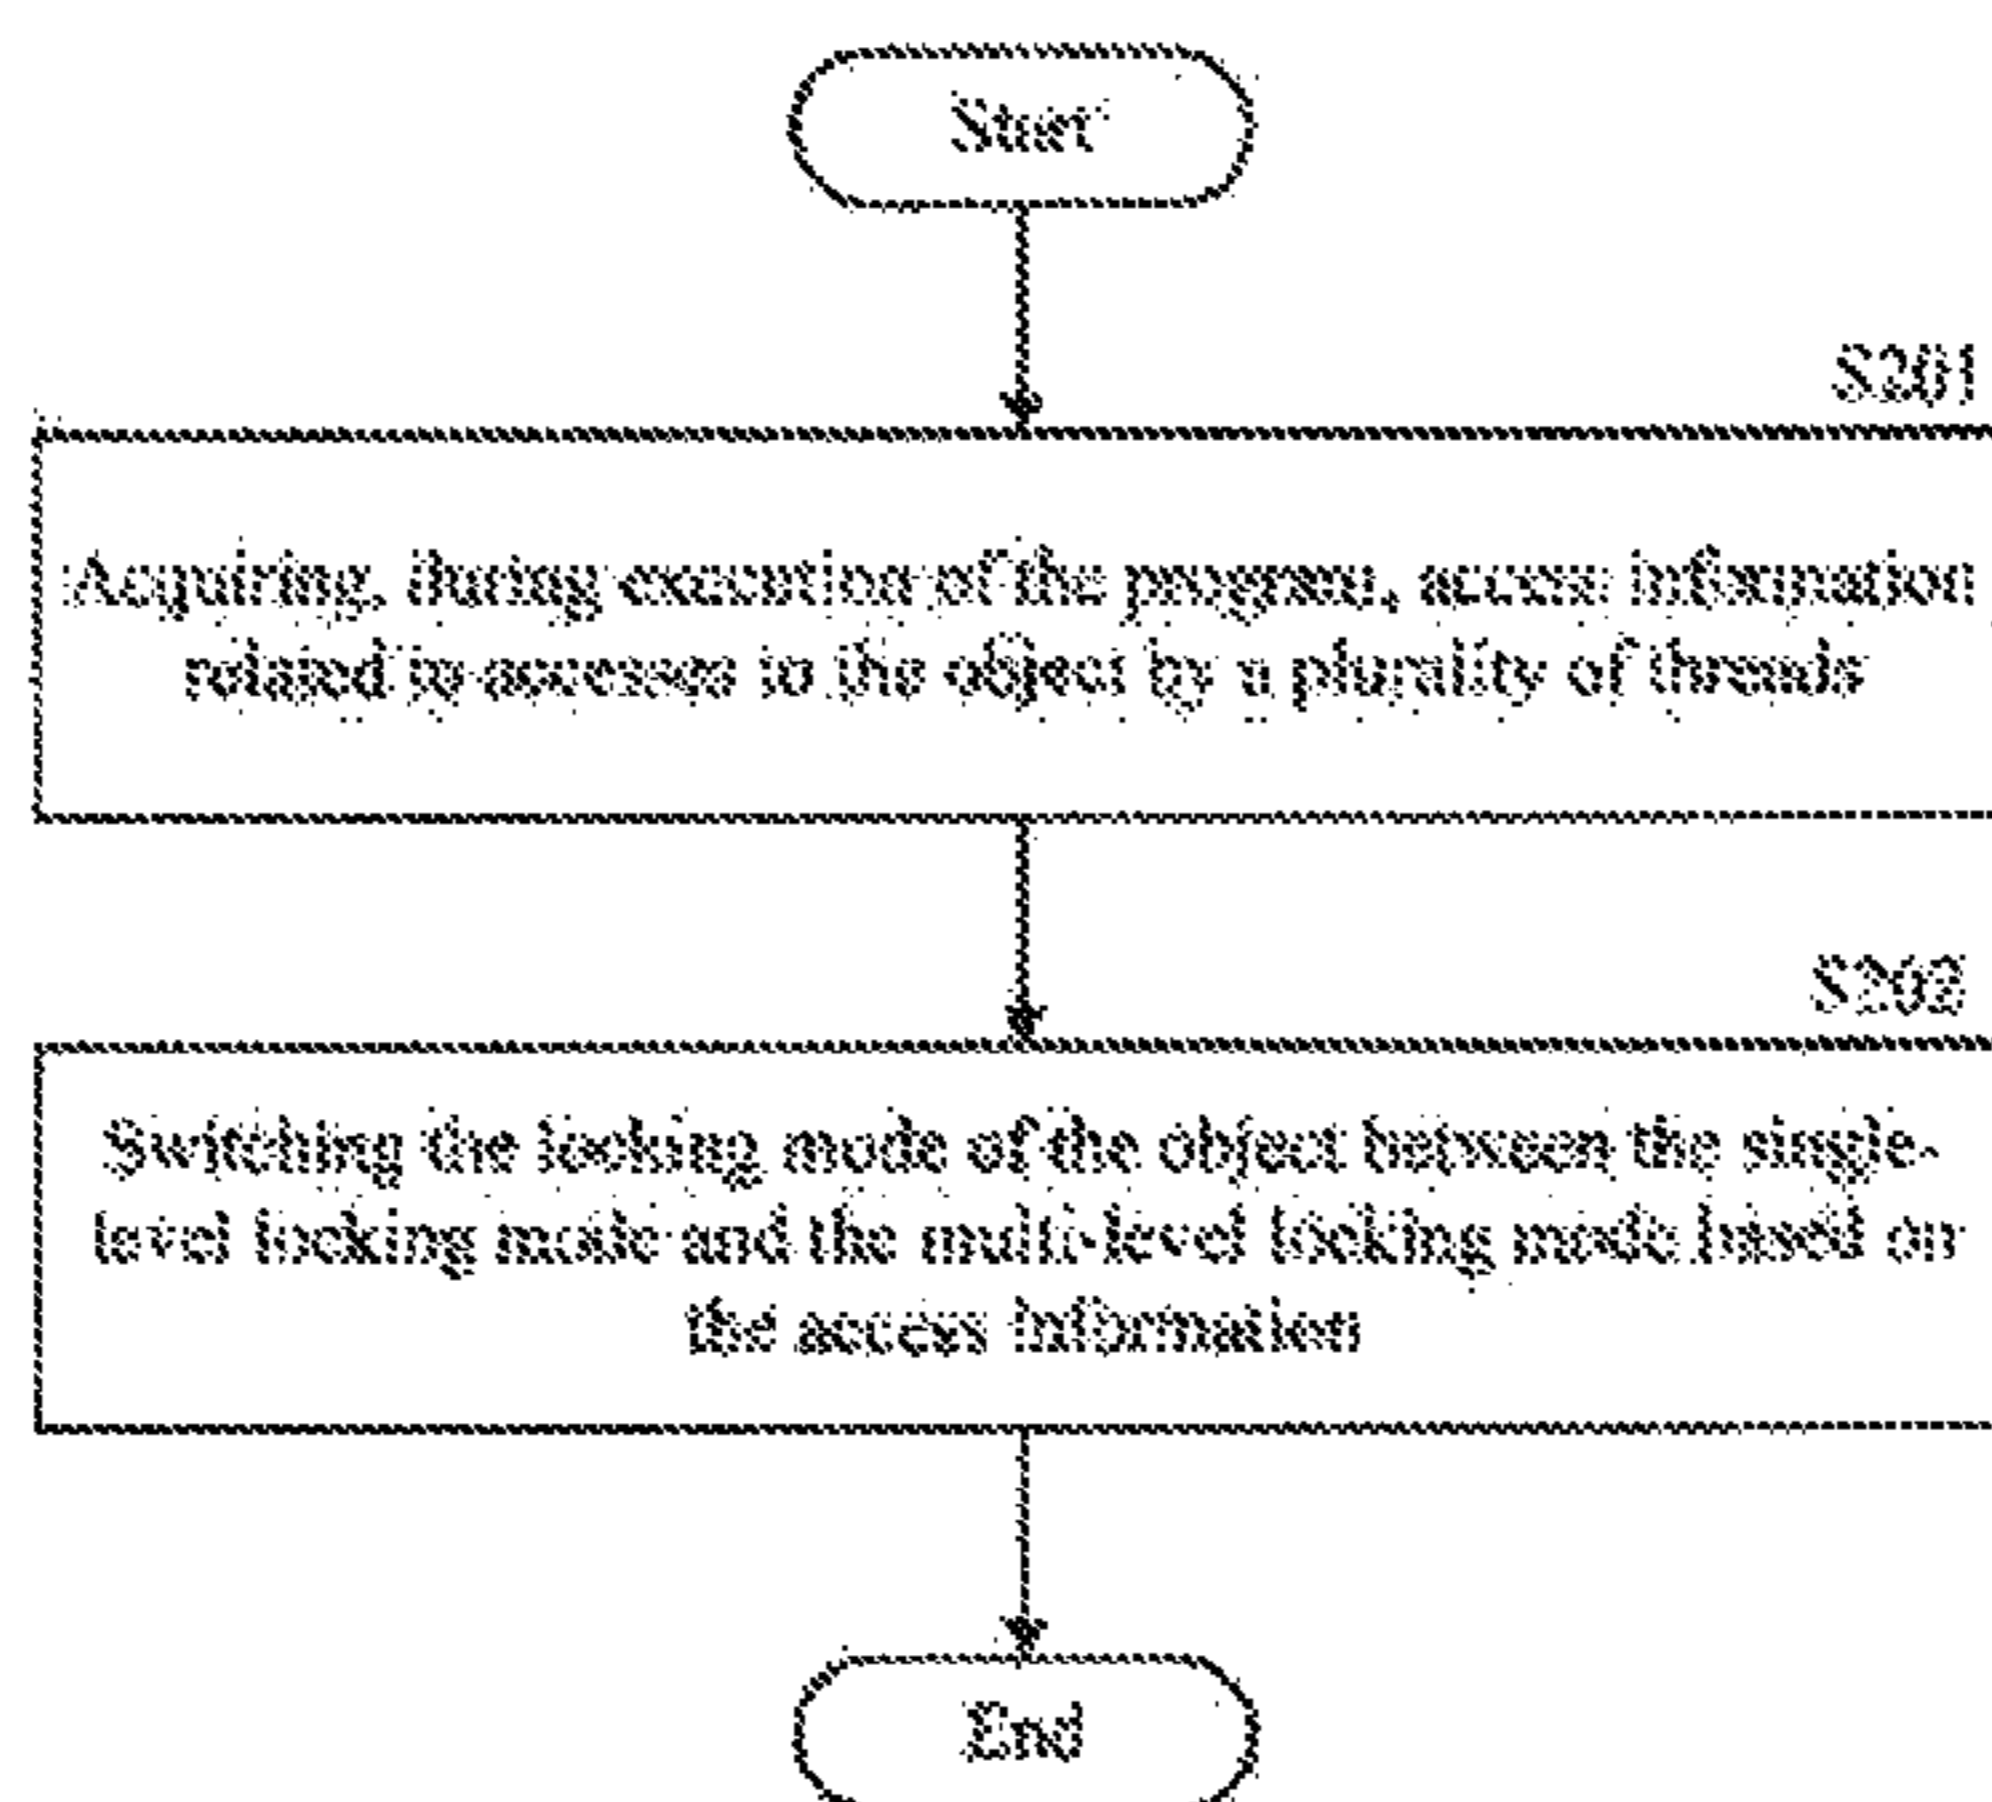 Start
S201
Acquiring, during execution of the program, access information
related to accesses to the object by a plurality of threads
S202
Switching the locking mode of the object between the single-
level locking mode and the multi-level locking mode based on
the access information
End